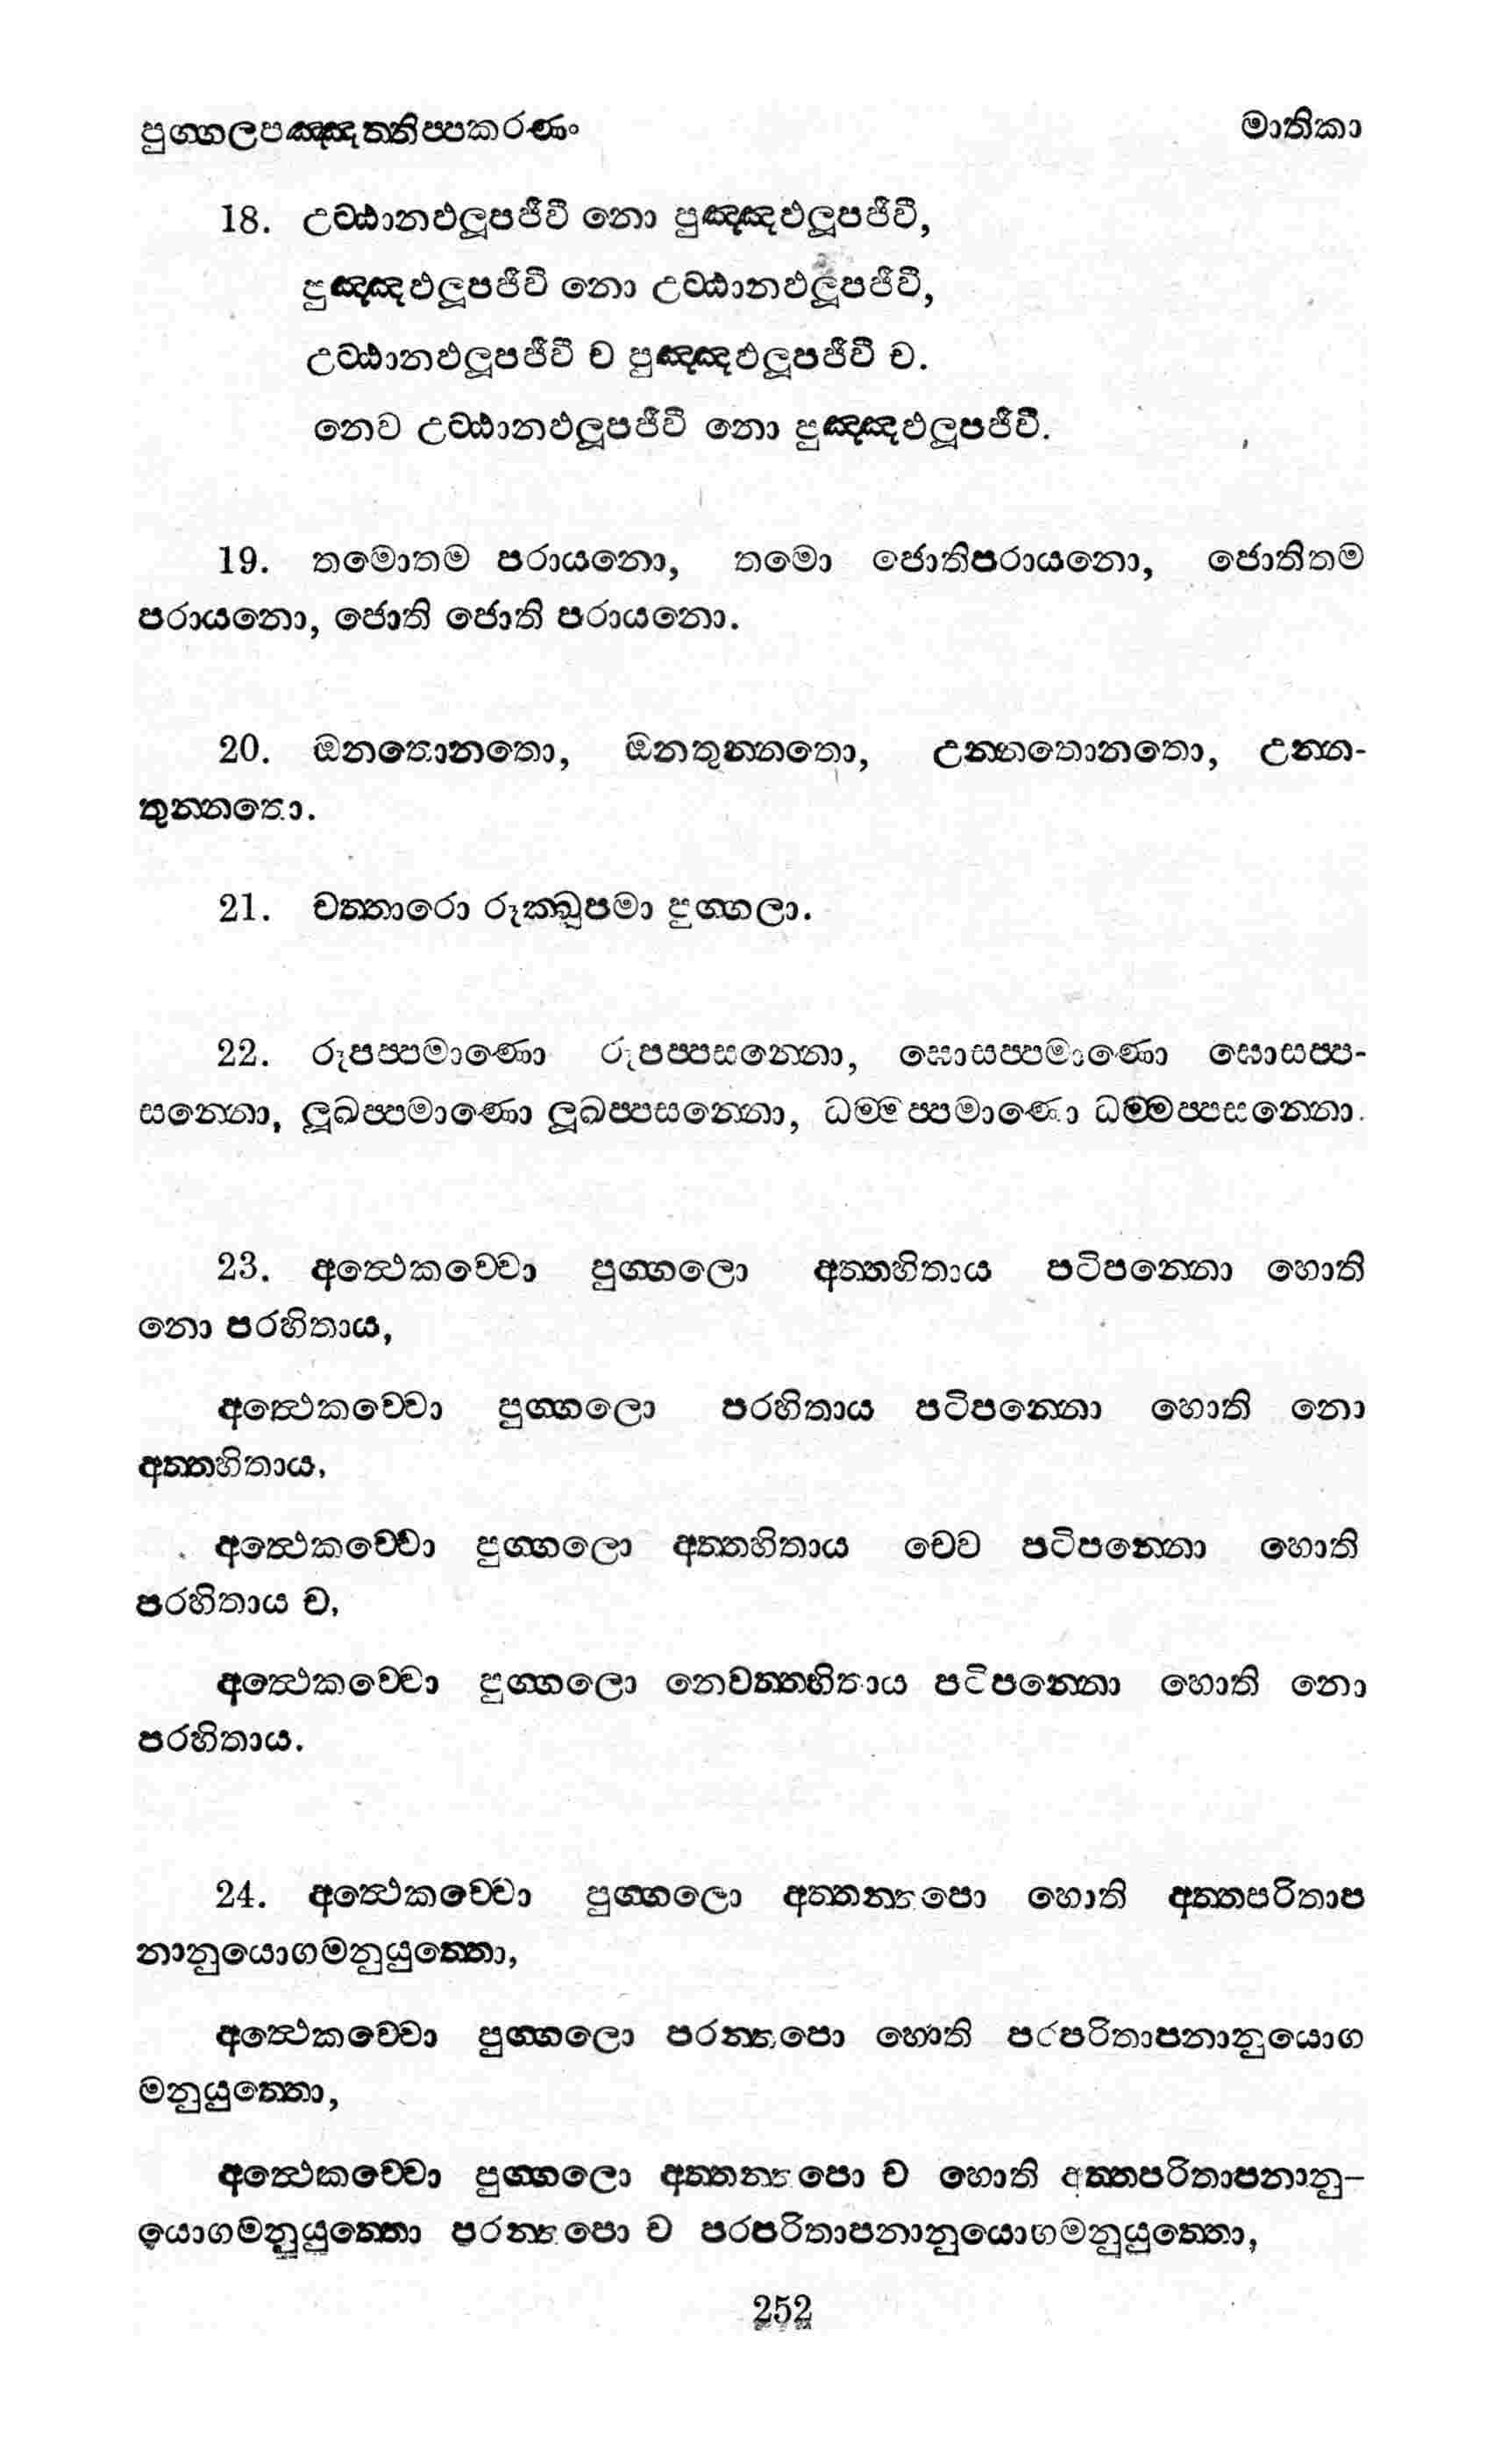 පුග්ගලපඤ්ඤත්තිප්පකරණං මාතිකා
18. උට්ඨානඵලූපජීවී නො පුඤ්ඤඵලූපජීවී,
පුඤ්ඤඵලූපජීවී නො උට්ඨානඵලූපජීවී,
උට්ඨානඵලූපජීවී ච පුඤ්ඤඵලූපජීවී ච.
නෙව උට්ඨානඵලූපජීවී නො පුඤ්ඤඵලූපජීවී.
19. තමොතම පරායනො, තමො ජොතිපරායනො, ජොතිතම
පරායනො, ජොති ජොති පරායනො.
20. ඔනතොනතො, ඔනතුන්නතො, උන්නතොනතො, උන්න-
තුන්නතො.
21. චත්තාරො රුක්ඛූපමා පුග්ගලා.
22. රූපප්පමාණො රූපප්පසන්නො, ඝොසප්පමාණො ඝොසප්ප-
සන්නො, ලූඛප්පමාණො ලූඛප්පසන්නො, ධම්මප්පමාණො ධම්මප්පසන්නො.
23. අත්ථෙකච්චො පුග්ගලො අත්තහිතාය පටිපන්නො හොති
නො පරහිතාය,
අත්ථෙකච්චො පුග්ගලො පරහිතාය පටිපන්නො හොති නො
අත්තහිතාය,
අත්ථෙකච්චො පුග්ගලො අත්තහිතාය චෙව පටිපන්නො හොති
පරහිතාය ච,
අත්ථෙකච්චො පුග්ගලො නෙවත්තහිතාය පටිපන්නො හොති නො
පරහිතාය.
24. අත්ථෙකච්චො පුග්ගලො අත්තන්තපො හොති අත්තපරිතාප
නානුයොගමනුයුත්තො,
අත්ථෙකච්චො පුග්ගලො පරන්තපො හොති පරපරිතාපනානුයොග
මනුයුත්තො,
අත්ථෙකච්චො පුග්ගලො අත්තන්තපො ච හොති අත්තපරිතාපනානු-
යොගමනුයුත්තො පරන්තපො ච පරපරිතාපනානුයොගමනුයුත්තො,
252